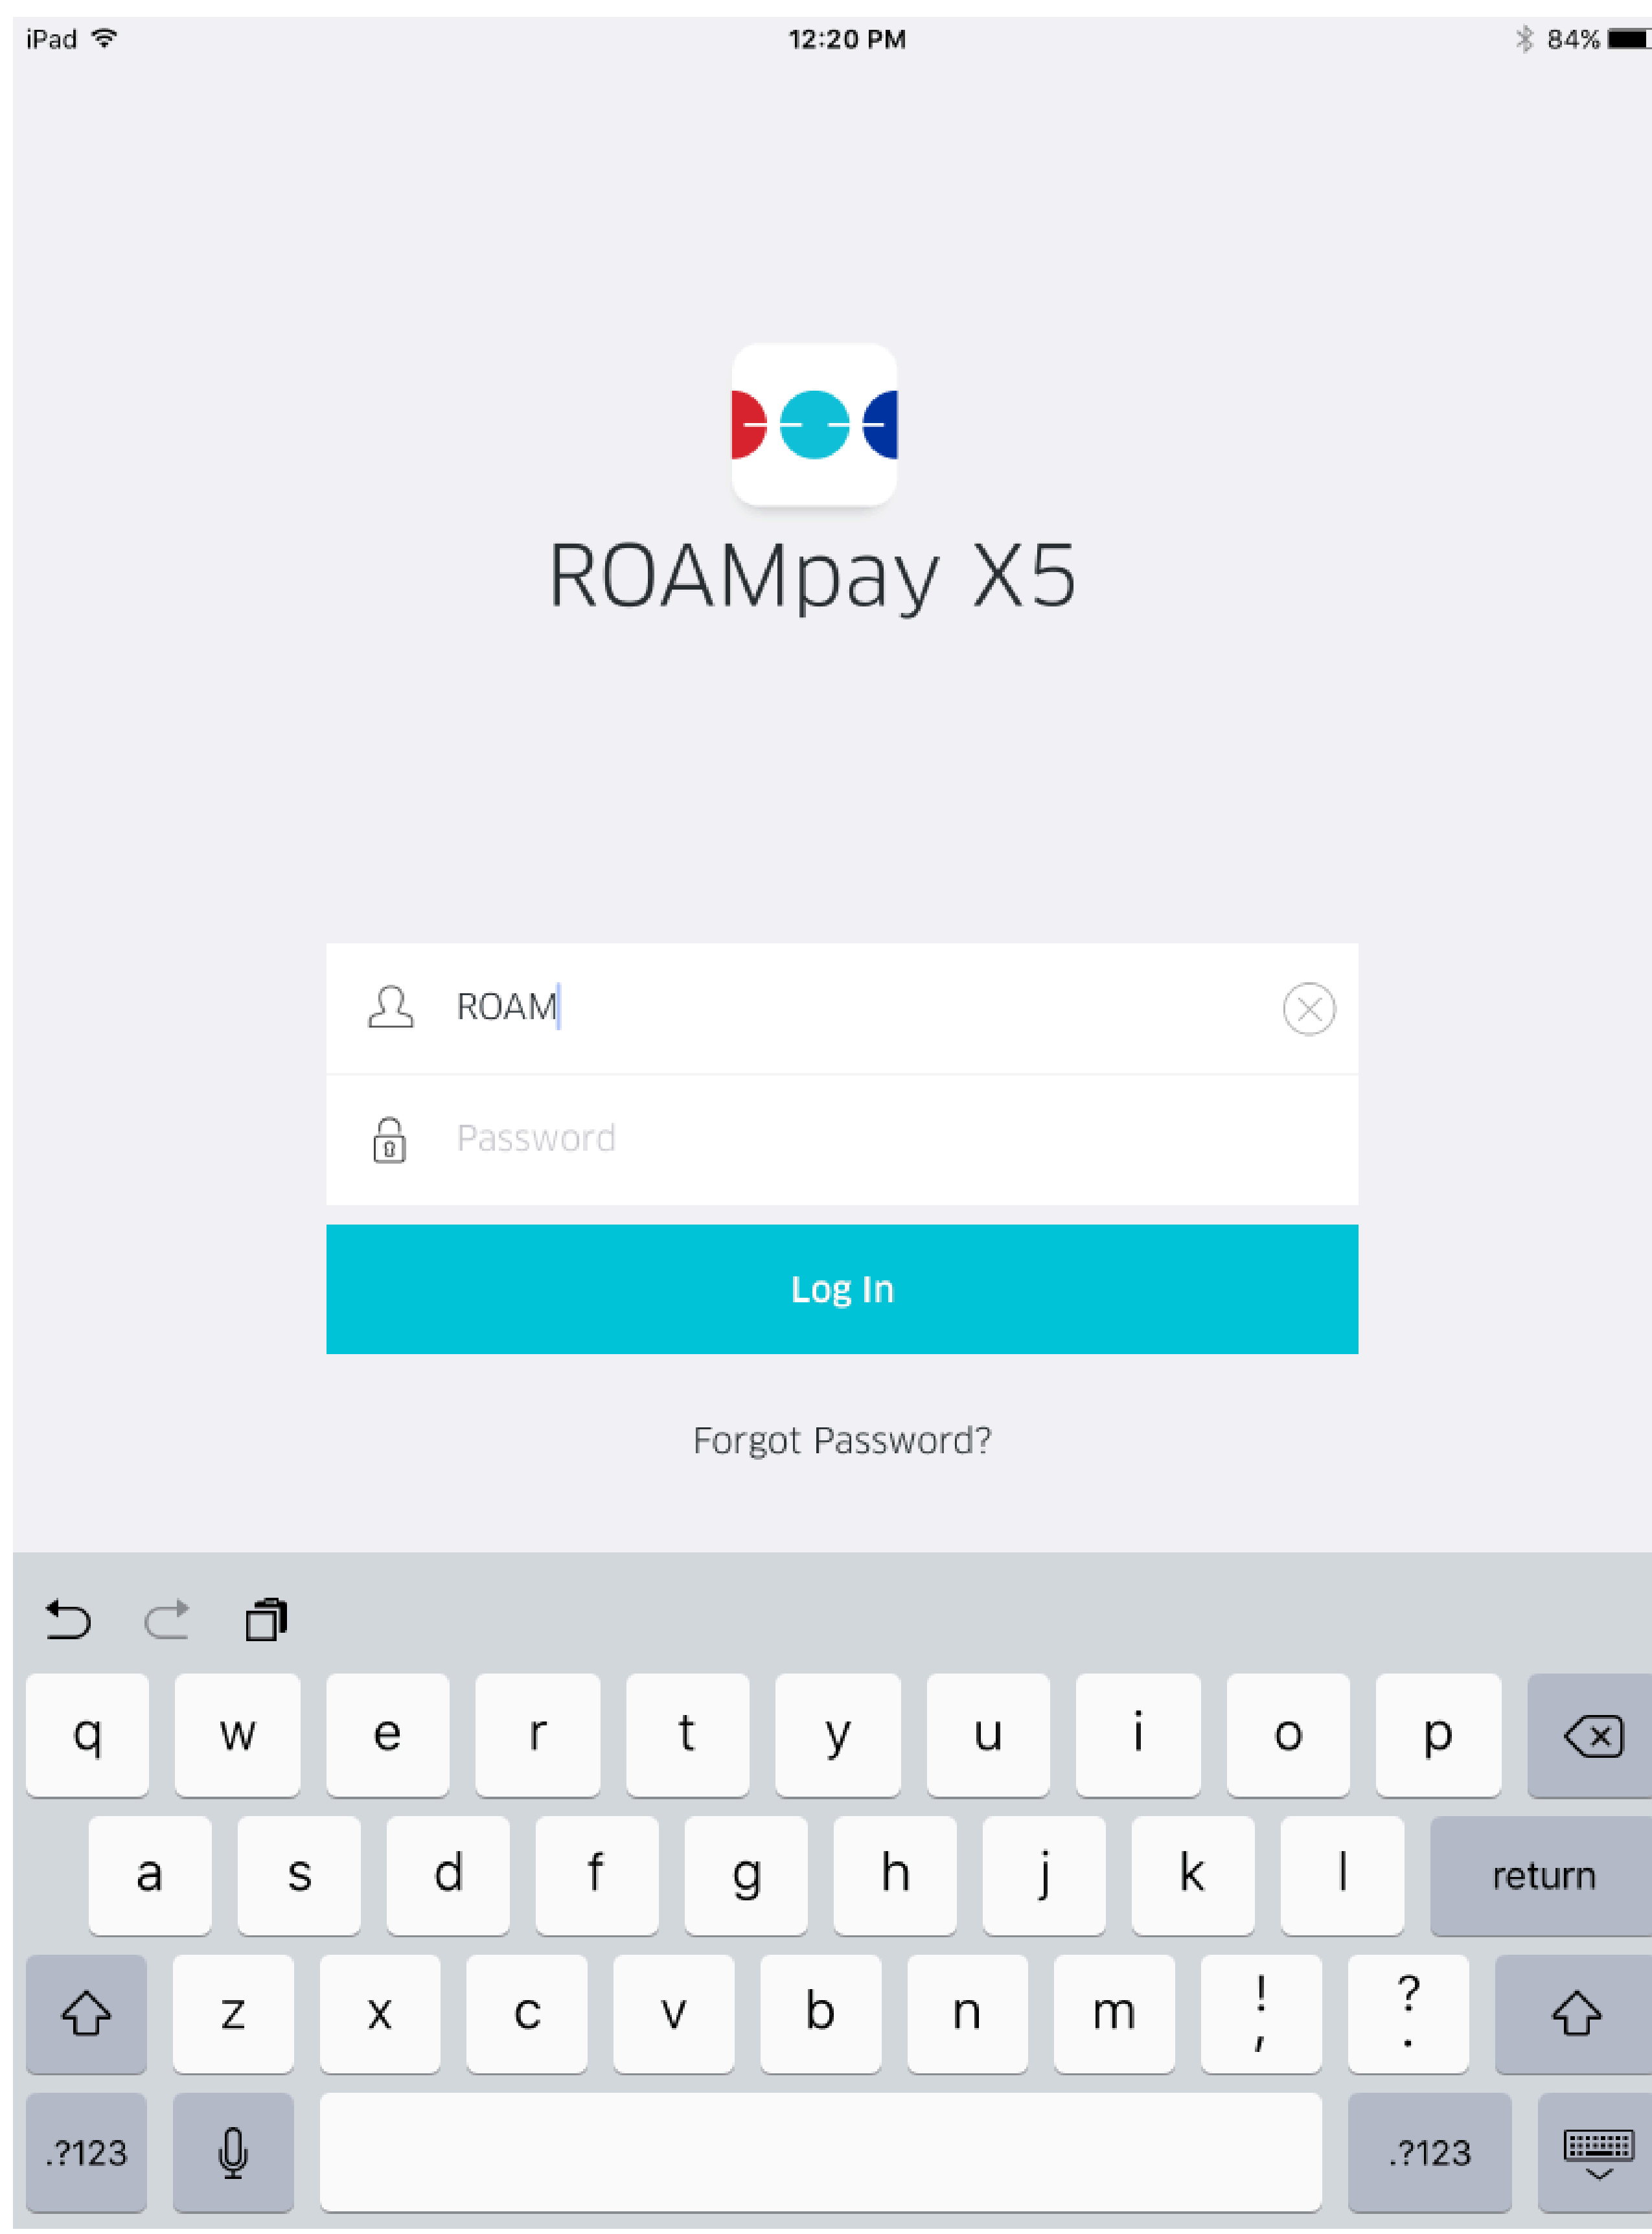 iPad 12:20 PM 84%
ROAMpay X5
ROAM
Password
Log In
Forgot Password?
q w e r t y u i o p
a s d f g h j k l return
z x c v b n m ! , ? .
.?123 .?123